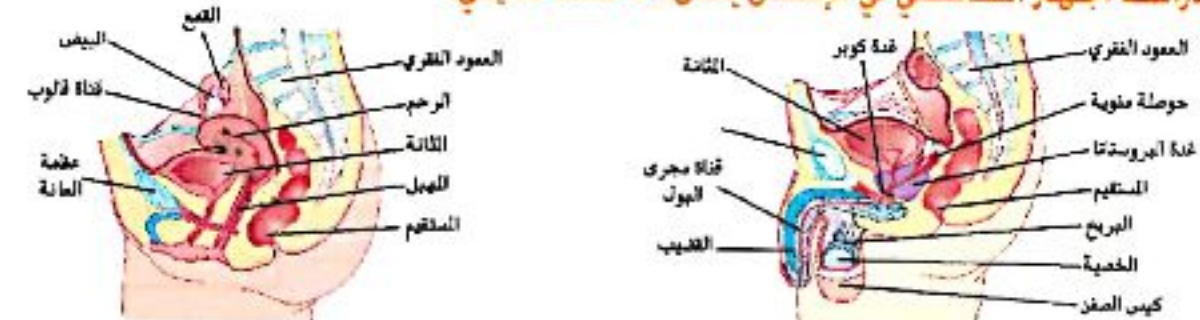 العمود الفقري
غدة كوبر
المثانة
حوصلة منوية
غدة البروستاتا
قناة مجرى
البول
المستقيم
البربخ
القضيب
الخصية
كيس الصفن
القمع
المبيض
العمود الفقري
قناة فالوب
الرحم
المثانة
عظمة
العانة
المهبل
المستقيم